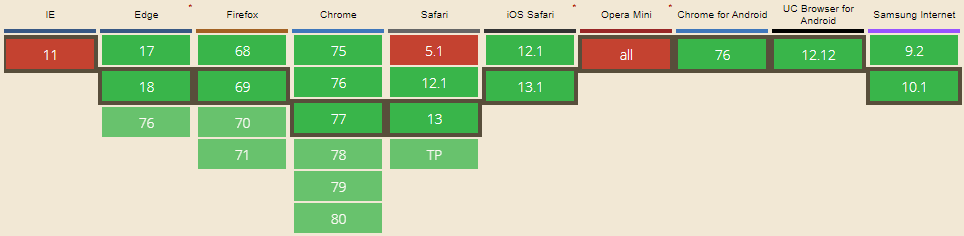 IE Edge * Firefox Chrome Safari iOS Safari * Opera Mini * Chrome for Android UC Browser for Android Samsung Internet
11 17 68 75 5.1 12.1 all 76 12.12 9.2
18 69 76 12.1 13.1 10.1
76 70 77 13
71 78 TP
79
80